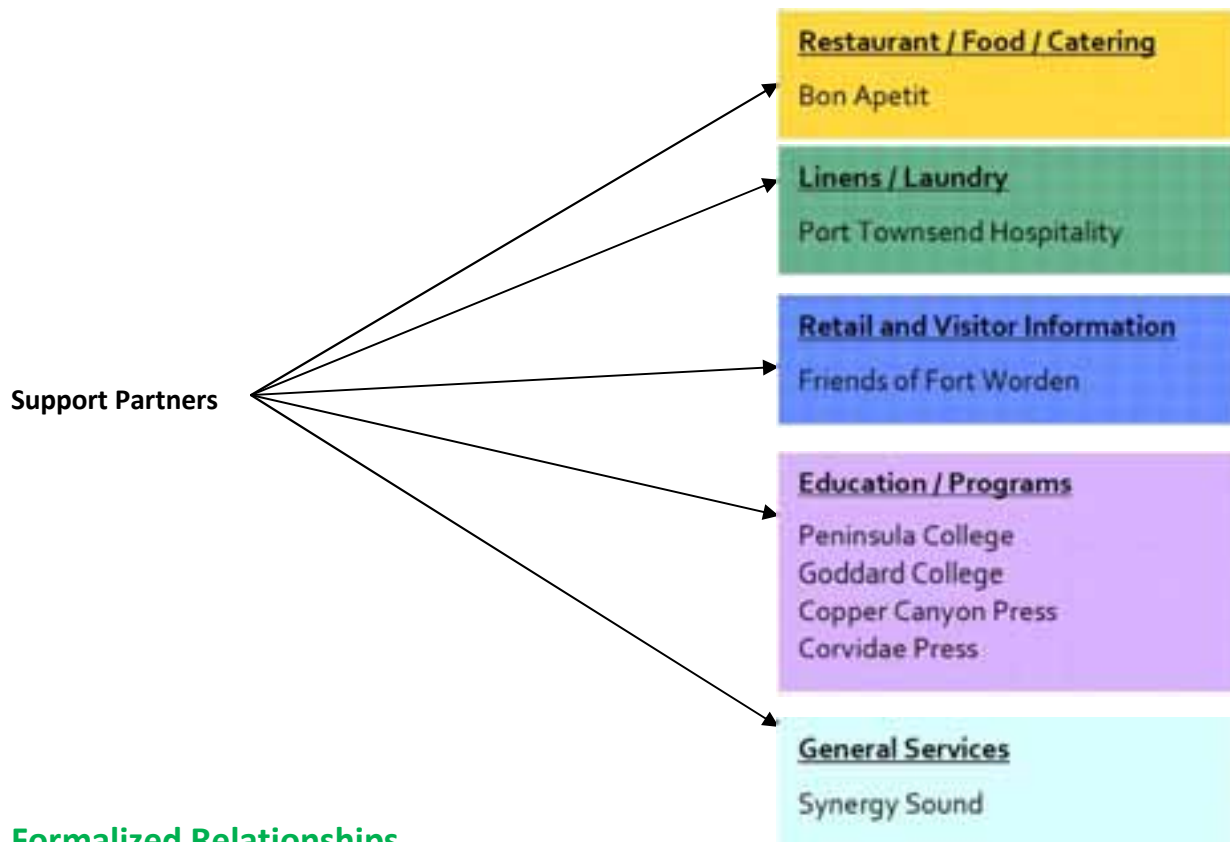 Restaurant / Food / Catering
Bon Apetit
Linens / Laundry
Port Townsend Hospitality
Retail and Visitor Information
Friends of Fort Worden
Support Partners
Education / Programs
Peninsula College
Goddard College
Copper Canyon Press
Corvidae Press
General Services
Synergy Sound
Formalized Relationships